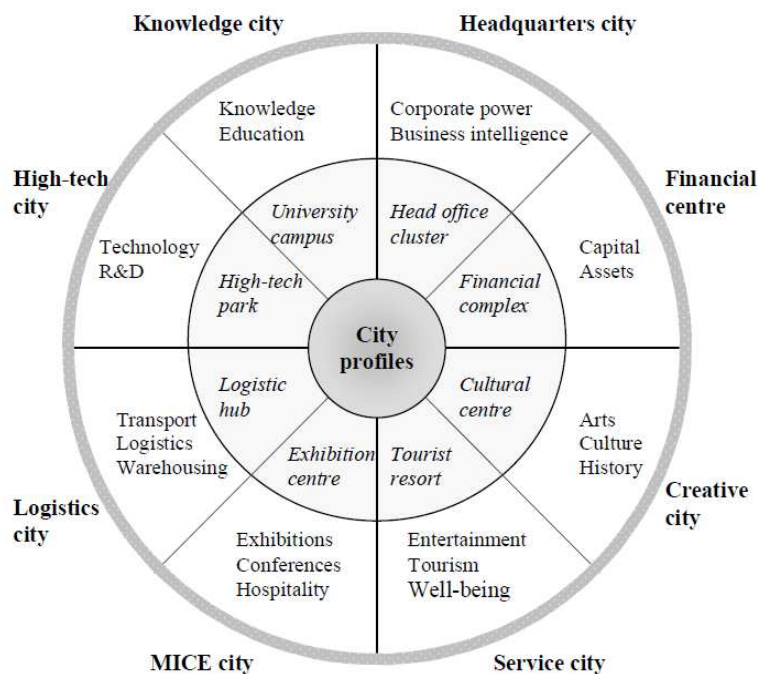 Knowledge city
Headquarters city
Knowledge
Education
Corporate power
Business intelligence
High-tech
city
Financial
centre
University
campus
Head office
cluster
Technology
R&D
Capital
Assets
High-tech
park
Financial
complex
City
profiles
Logistic
hub
Cultural
centre
Transport
Logistics
Warehousing
Arts
Culture
History
Exhibition
centre
Tourist
resort
Logistics
city
Creative
city
Exhibitions
Conferences
Hospitality
Entertainment
Tourism
Well-being
MICE city
Service city